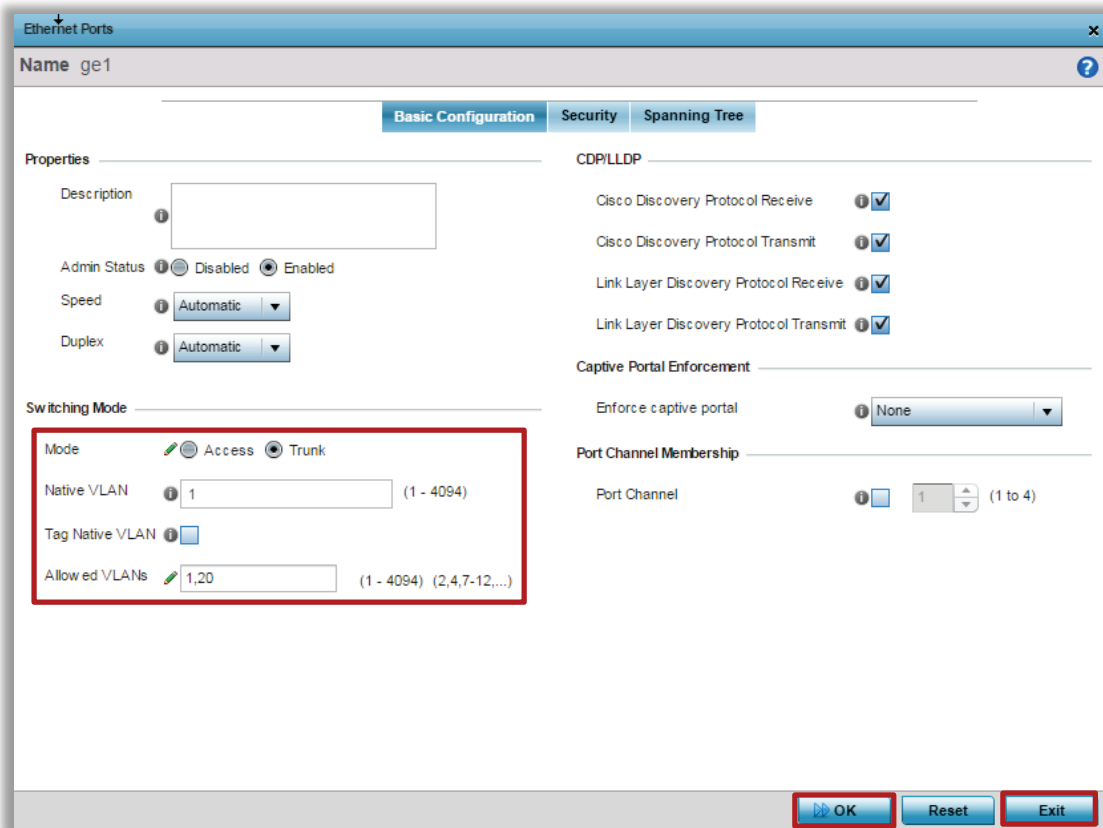 Ethernet Ports
Name ge1
Basic Configuration Security Spanning Tree
Properties
Description
Admin Status Disabled Enabled
Speed Automatic
Duplex Automatic
Switching Mode
Mode Access Trunk
Native VLAN 1 (1 - 4094)
Tag Native VLAN
Allowed VLANs 1,20 (1 - 4094) (2,4,7-12,...)
CDP/LLDP
Cisco Discovery Protocol Receive
Cisco Discovery Protocol Transmit
Link Layer Discovery Protocol Receive
Link Layer Discovery Protocol Transmit
Captive Portal Enforcement
Enforce captive portal None
Port Channel Membership
Port Channel 1 (1 to 4)
OK Reset Exit